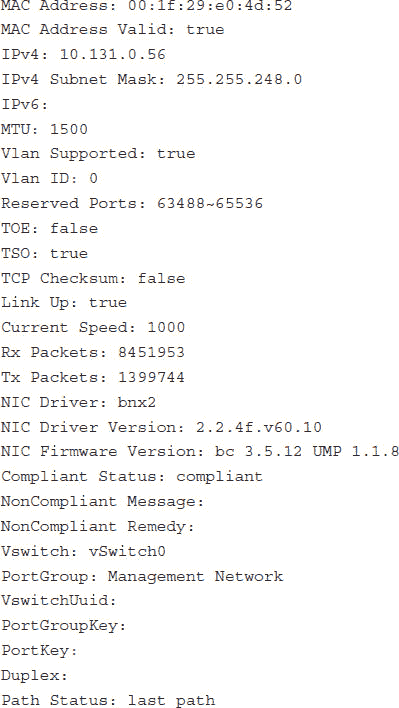 MAC Address: 00:1f:29:e0:4d:52
MAC Address Valid: true
IPv4: 10.131.0.56
IPv4 Subnet Mask: 255.255.248.0
IPv6:
MTU: 1500
Vlan Supported: true
Vlan ID: 0
Reserved Ports: 63488~65536
TOE: false
TSO: true
TCP Checksum: false
Link Up: true
Current Speed: 1000
Rx Packets: 8451953
Tx Packets: 1399744
NIC Driver: bnx2
NIC Driver Version: 2.2.4f.v60.10
NIC Firmware Version: bc 3.5.12 UMP 1.1.8
Compliant Status: compliant
NonCompliant Message:
NonCompliant Remedy:
Vswitch: vSwitch0
PortGroup: Management Network
VswitchUuid:
PortGroupKey:
PortKey:
Duplex:
Path Status: last path